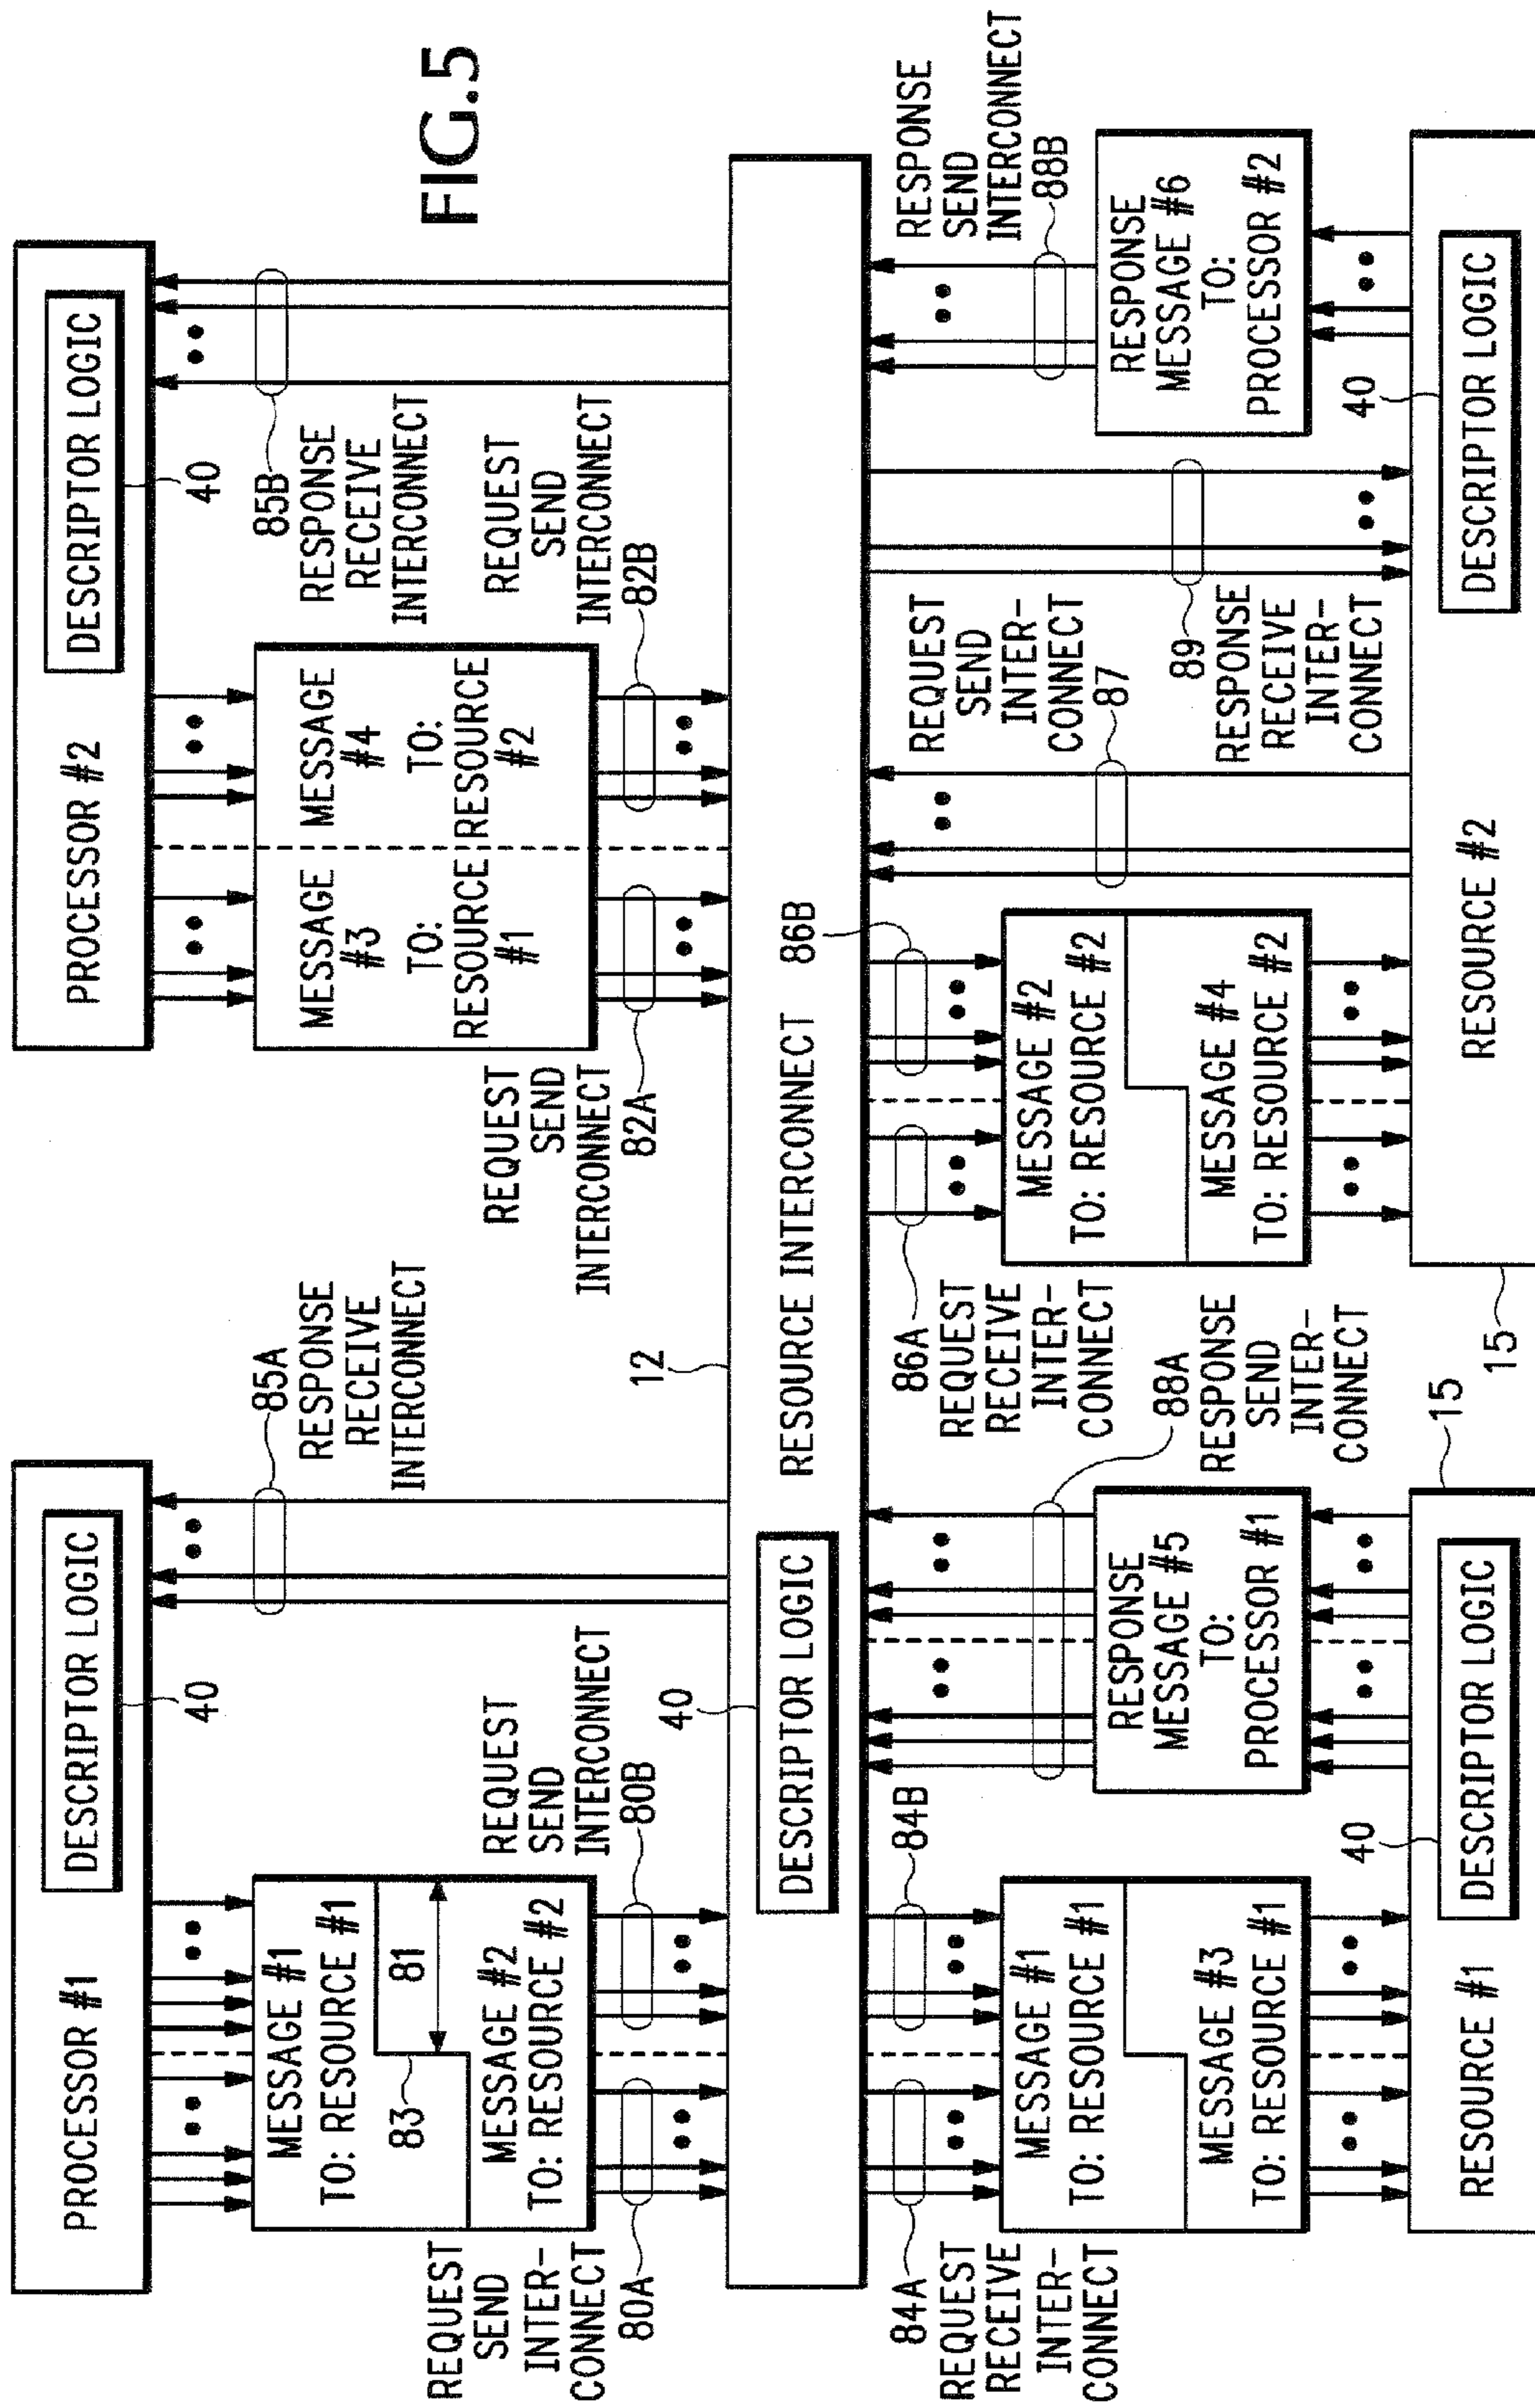 FIG.5
PROCESSOR #1
DESCRIPTOR LOGIC
40
PROCESSOR #2
DESCRIPTOR LOGIC
40
MESSAGE #1
TO: RESOURCE #1
83
81
MESSAGE #2
TO: RESOURCE #2
REQUEST
SEND
INTER-
CONNECT
80A
REQUEST
SEND
INTERCONNECT
80B
85A
RESPONSE
RECEIVE
INTERCONNECT
MESSAGE
#3
TO:
RESOURCE
#1
MESSAGE
#4
TO:
RESOURCE
#2
REQUEST
SEND
INTERCONNECT
82A
REQUEST
SEND
INTERCONNECT
82B
85B
RESPONSE
RECEIVE
INTERCONNECT
12
40
DESCRIPTOR LOGIC
RESOURCE INTERCONNECT
84A
REQUEST
RECEIVE
INTER-
CONNECT
84B
MESSAGE #1
TO: RESOURCE #1
MESSAGE #3
TO: RESOURCE #1
RESPONSE
MESSAGE #5
TO:
PROCESSOR #1
88A
RESPONSE
SEND
INTER-
CONNECT
86A
REQUEST
RECEIVE
INTER-
CONNECT
86B
MESSAGE #2
TO: RESOURCE #2
MESSAGE #4
TO: RESOURCE #2
REQUEST
SEND
INTER-
CONNECT
87
89
RESPONSE
RECEIVE
INTER-
CONNECT
RESPONSE
SEND
INTERCONNECT
88B
RESPONSE
MESSAGE #6
TO:
PROCESSOR #2
RESOURCE #1
40
DESCRIPTOR LOGIC
15
15
RESOURCE #2
40
DESCRIPTOR LOGIC